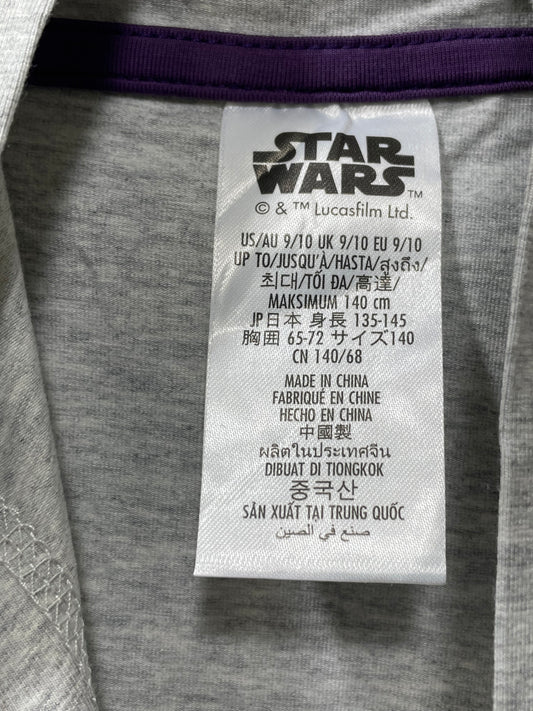 STAR
WARS™
© & ™ Lucasfilm Ltd.
US/AU 9/10 UK 9/10 EU 9/10
UP TO/JUSQU'À/HASTA/สูงถึง/
최대/TỐI ĐA/高達/
MAKSIMUM 140 cm
JP日本 身長 135-145
胸囲 65-72 サイズ140
CN 140/68
MADE IN CHINA
FABRIQUÉ EN CHINE
HECHO EN CHINA
中國製
ผลิตในประเทศจีน
DIBUAT DI TIONGKOK
중국산
SẢN XUẤT TẠI TRUNG QUỐC
صنع في الصين